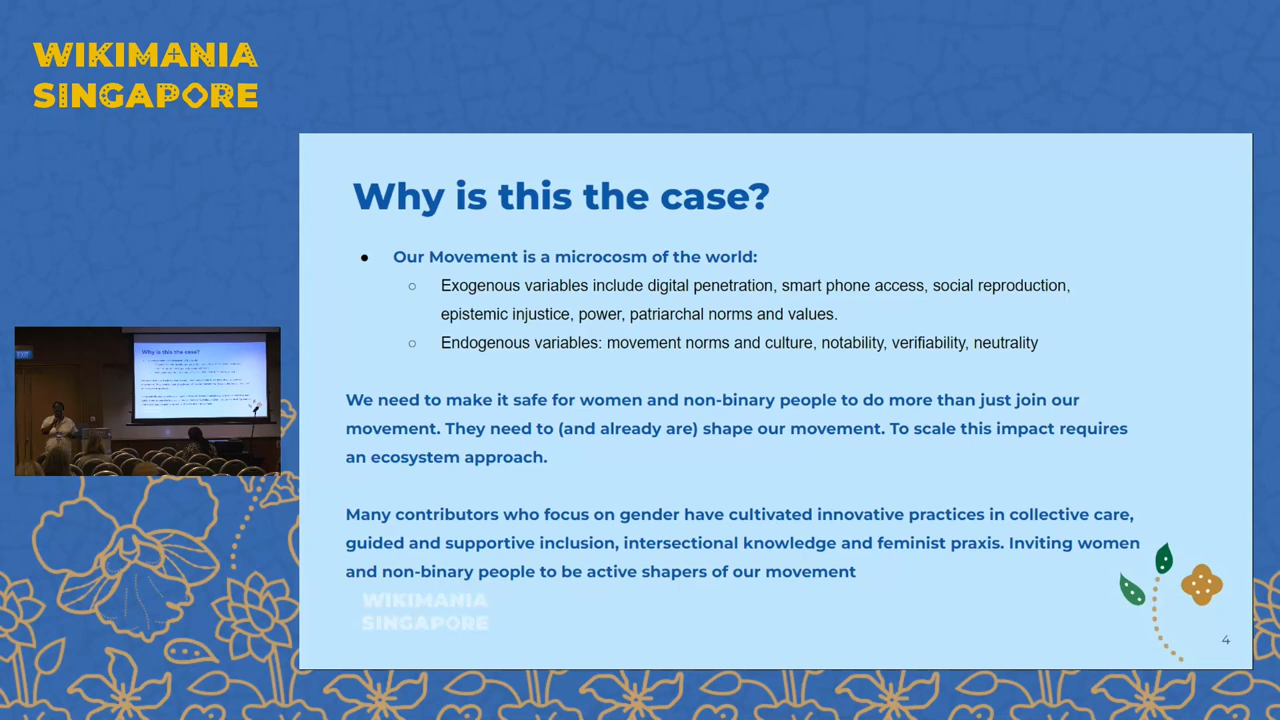 WIKIMANIA
SINGAPORE
Why is this the case?
● Our Movement is a microcosm of the world:
○ Exogenous variables include digital penetration, smart phone access, social reproduction,
epistemic injustice, power, patriarchal norms and values.
○ Endogenous variables: movement norms and culture, notability, verifiability, neutrality
We need to make it safe for women and non-binary people to do more than just join our
movement. They need to (and already are) shape our movement. To scale this impact requires
an ecosystem approach.
Many contributors who focus on gender have cultivated innovative practices in collective care,
guided and supportive inclusion, intersectional knowledge and feminist praxis. Inviting women
and non-binary people to be active shapers of our movement
WIKIMANIA
SINGAPORE
4
EXIT
Why is this the case?